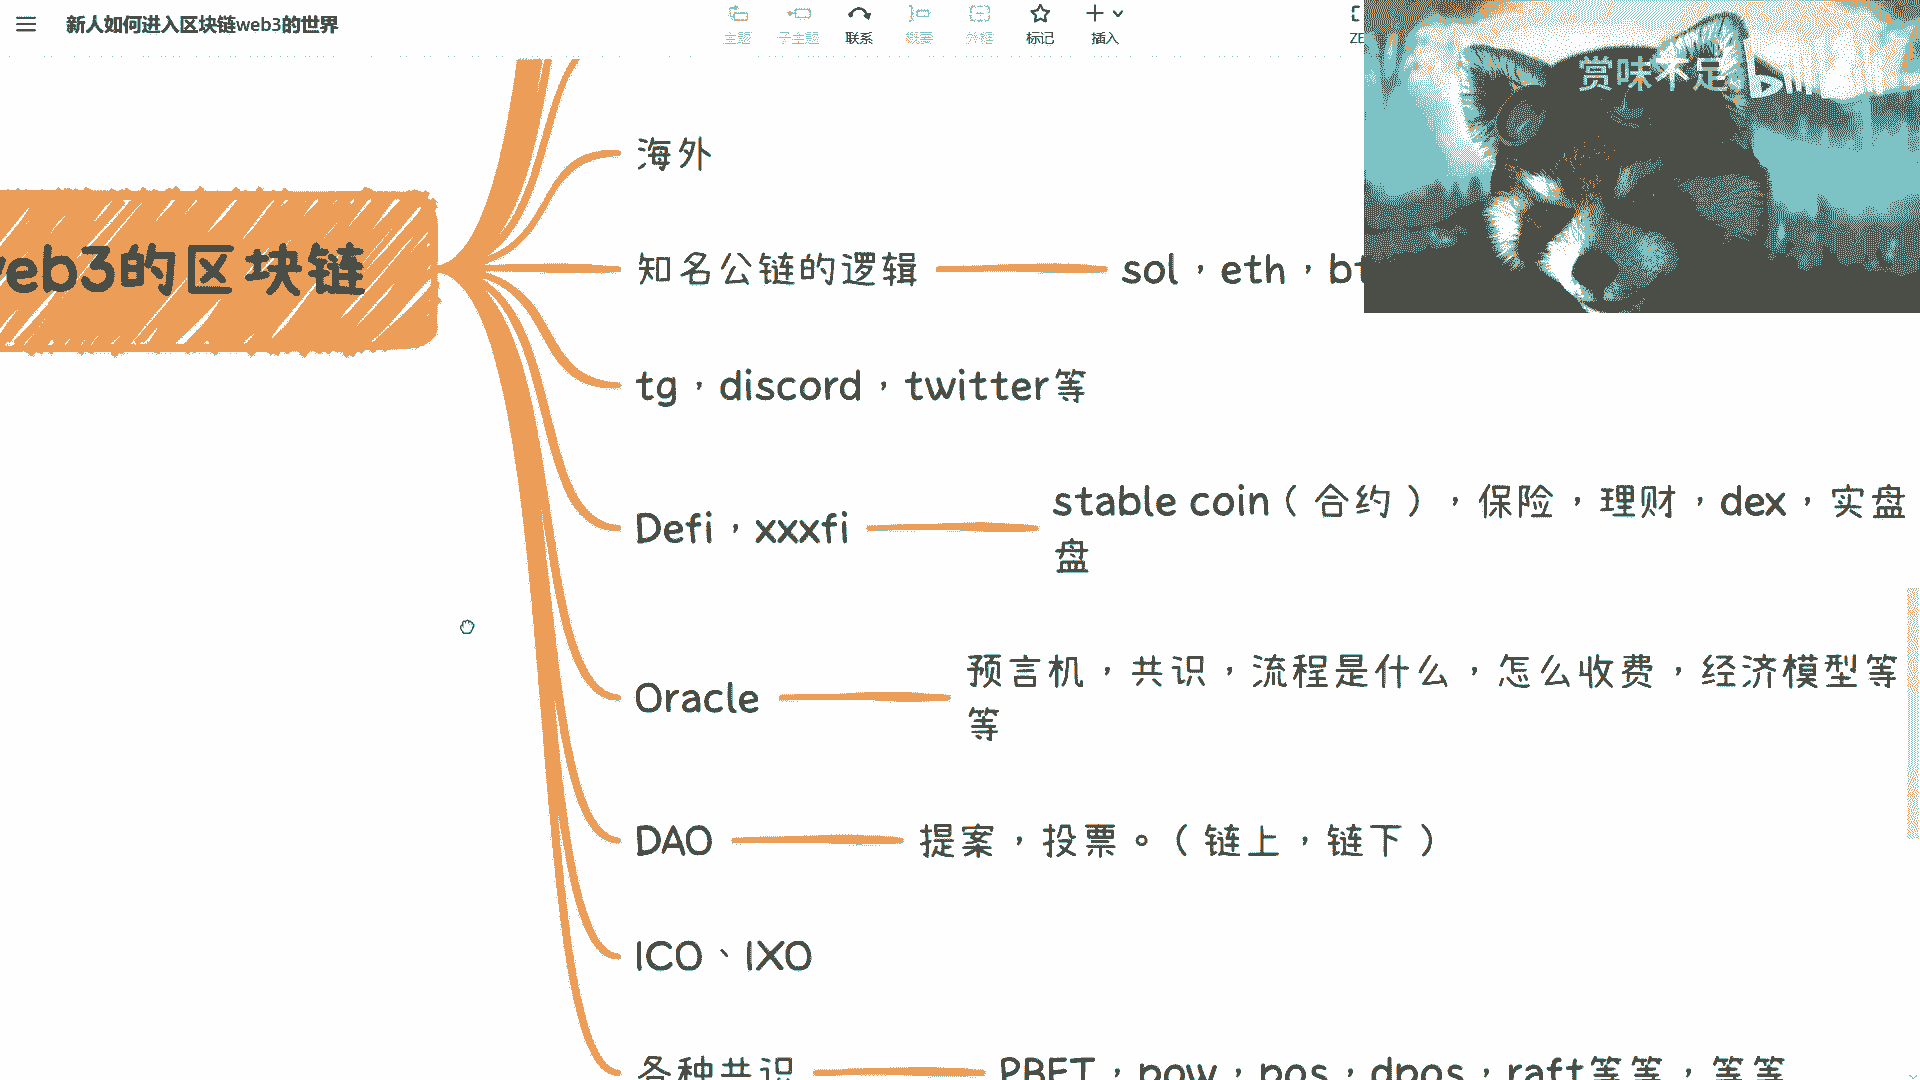 新人如何进入区块链web3的世界
主题
子主题
联系
概要
外框
标记
插入
ZE
赏味不足
bilibili
海外
web3的区块链
知名公链的逻辑
sol，eth，bt
tg，discord，twitter等
Defi，xxxfi
stable coin（合约），保险，理财，dex，实盘
盘
Oracle
预言机，共识，流程是什么，怎么收费，经济模型等
等
DAO
提案，投票。（链上，链下）
ICO、IXO
各种共识
PBFT，pow，pos，dpos，raft等等，等等